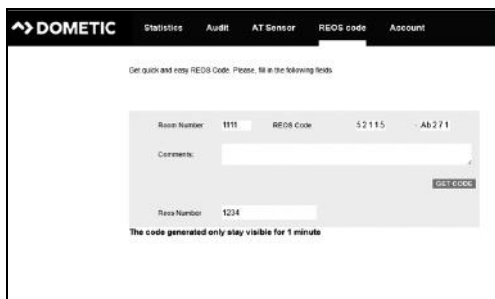 DOMETIC Statistics Audit AT Sensor REOS code Account
Get quick and easy REOS Code. Please, fill in the following fields
Room Number 1111 REOS Code 52115 - Ab271
Comments:
GET CODE
Reos Number 1234
The code generated only stay visible for 1 minute